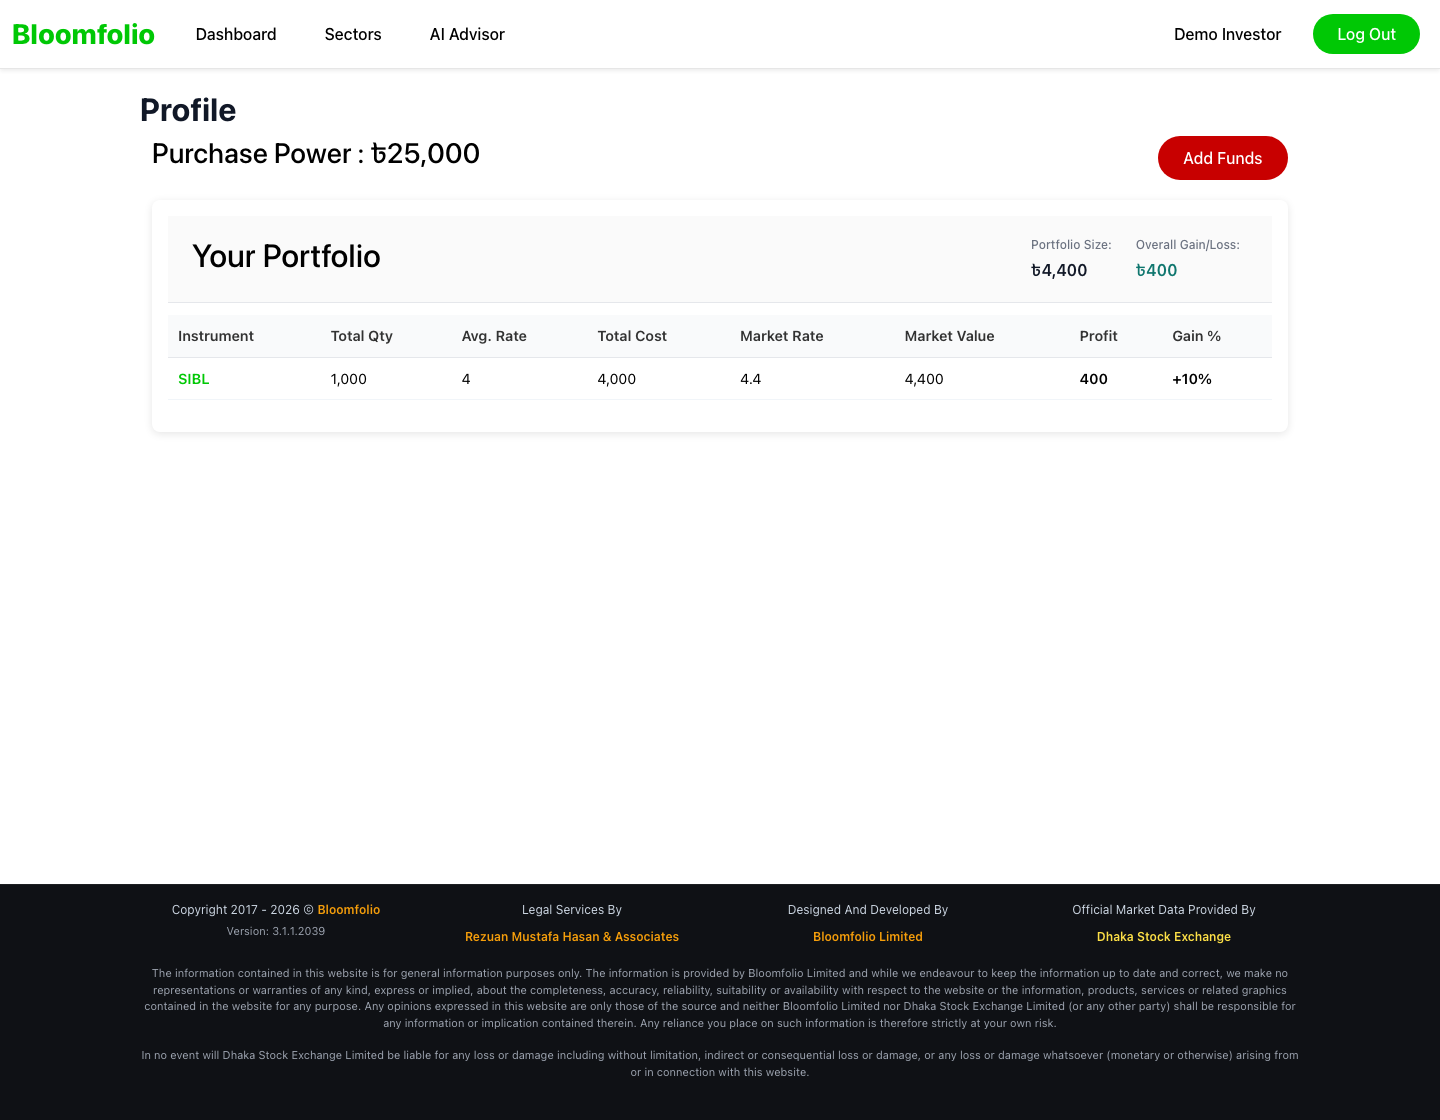 Bloomfolio Dashboard Sectors AI Advisor Demo Investor Log Out
Profile
Purchase Power : ৳25,000
Add Funds
Your Portfolio
Portfolio Size: Overall Gain/Loss:
৳4,400 ৳400
Instrument Total Qty Avg. Rate Total Cost Market Rate Market Value Profit Gain %
SIBL 1,000 4 4,000 4.4 4,400 400 +10%
Copyright 2017 - 2026 © Bloomfolio
Version: 3.1.1.2039
Legal Services By
Rezuan Mustafa Hasan & Associates
Designed And Developed By
Bloomfolio Limited
Official Market Data Provided By
Dhaka Stock Exchange
The information contained in this website is for general information purposes only. The information is provided by Bloomfolio Limited and while we endeavour to keep the information up to date and correct, we make no
representations or warranties of any kind, express or implied, about the completeness, accuracy, reliability, suitability or availability with respect to the website or the information, products, services or related graphics
contained in the website for any purpose. Any opinions expressed in this website are only those of the source and neither Bloomfolio Limited nor Dhaka Stock Exchange Limited (or any other party) shall be responsible for
any information or implication contained therein. Any reliance you place on such information is therefore strictly at your own risk.
In no event will Dhaka Stock Exchange Limited be liable for any loss or damage including without limitation, indirect or consequential loss or damage, or any loss or damage whatsoever (monetary or otherwise) arising from
or in connection with this website.